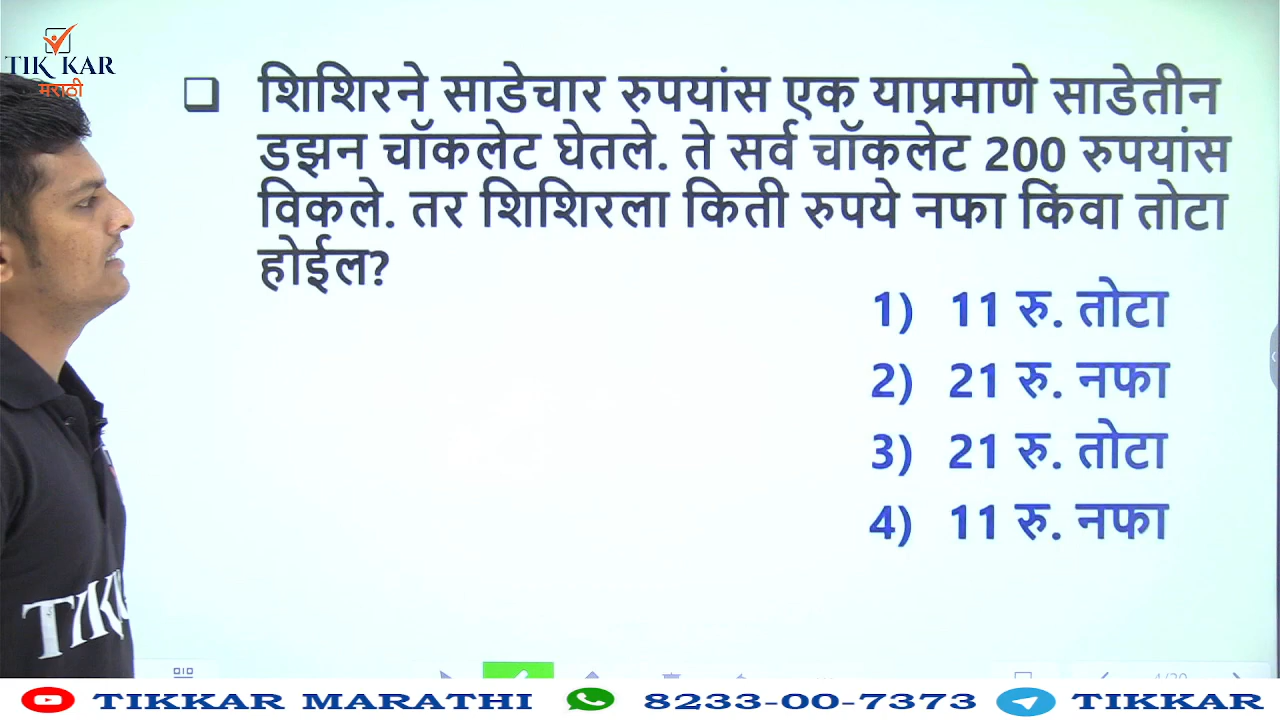 TIK KAR
मराठी
❑ शिशिरने साडेचार रुपयांस एक याप्रमाणे साडेतीन
डझन चॉकलेट घेतले. ते सर्व चॉकलेट 200 रुपयांस
विकले. तर शिशिरला किती रुपये नफा किंवा तोटा
होईल?
1) 11 रु. तोटा
2) 21 रु. नफा
3) 21 रु. तोटा
4) 11 रु. नफा
TIKK
TIKKAR MARATHI 8233-00-7373 TIKKAR